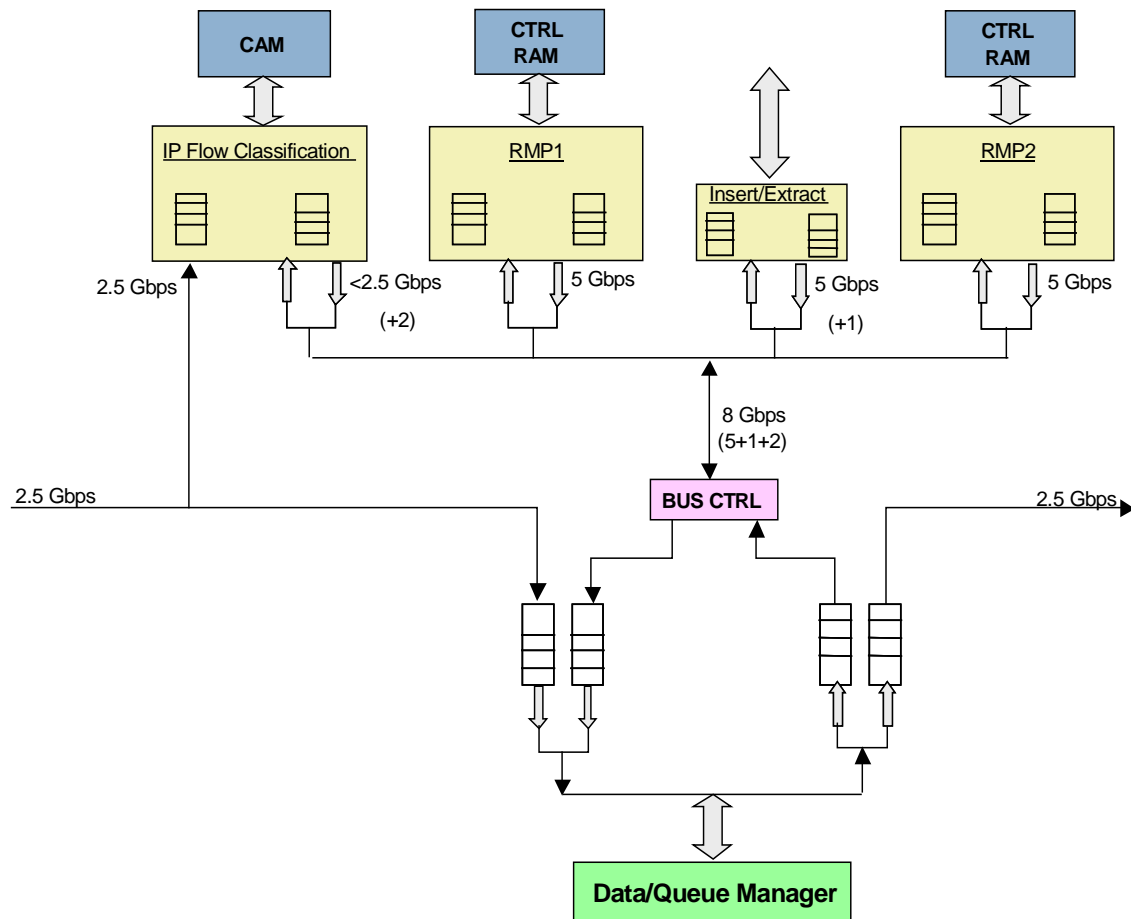 CAM
CTRL
RAM
CTRL
RAM
IP Flow Classification
RMP1
Insert/Extract
RMP2
2.5 Gbps
<2.5 Gbps
(+2)
5 Gbps
5 Gbps
(+1)
5 Gbps
8 Gbps
(5+1+2)
2.5 Gbps
BUS CTRL
2.5 Gbps
Data/Queue Manager